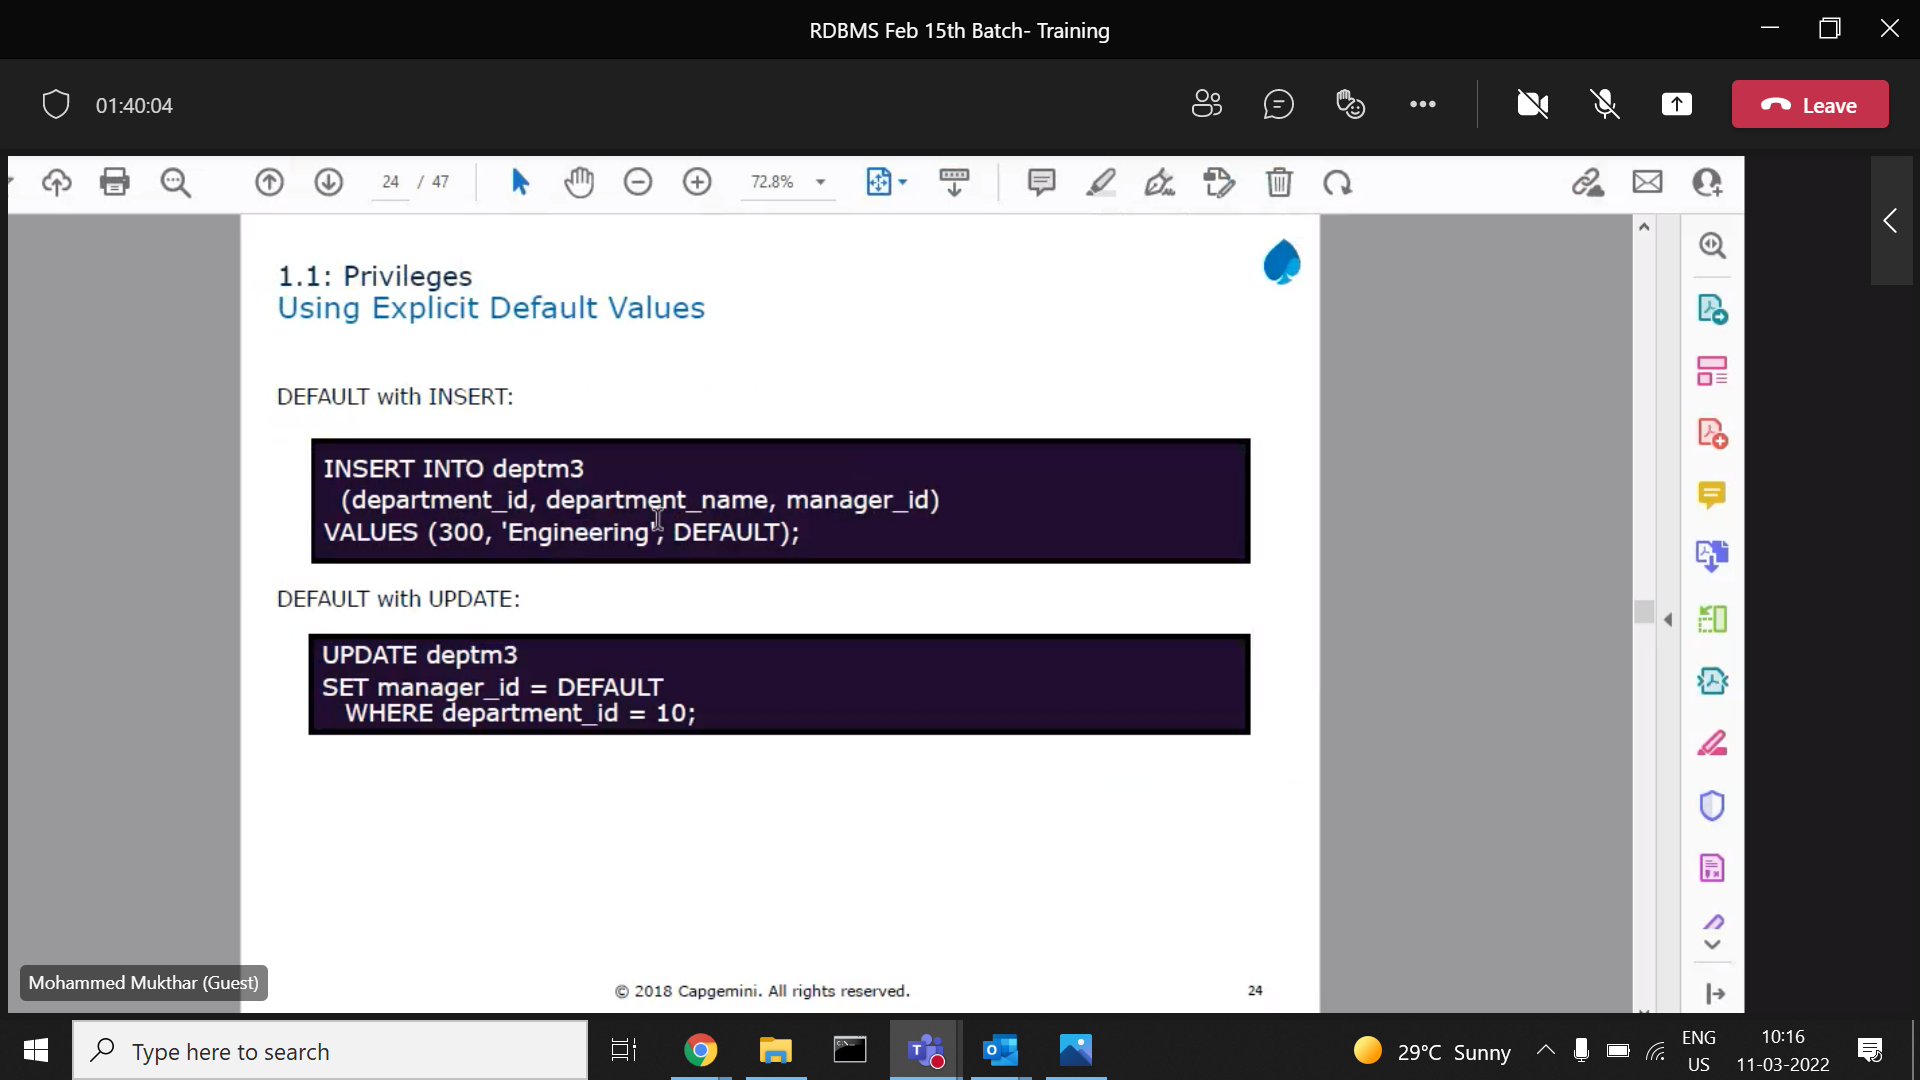 RDBMS Feb 15th Batch- Training
01:40:04
Leave
24 / 47
72.8%
1.1: Privileges
Using Explicit Default Values
DEFAULT with INSERT:
INSERT INTO deptm3
(department_id, department_name, manager_id)
VALUES (300, 'Engineering', DEFAULT);
DEFAULT with UPDATE:
UPDATE deptm3
SET manager_id = DEFAULT
WHERE department_id = 10;
Mohammed Mukthar (Guest)
© 2018 Capgemini. All rights reserved.
24
Type here to search
29°C Sunny
ENG
US
10:16
11-03-2022